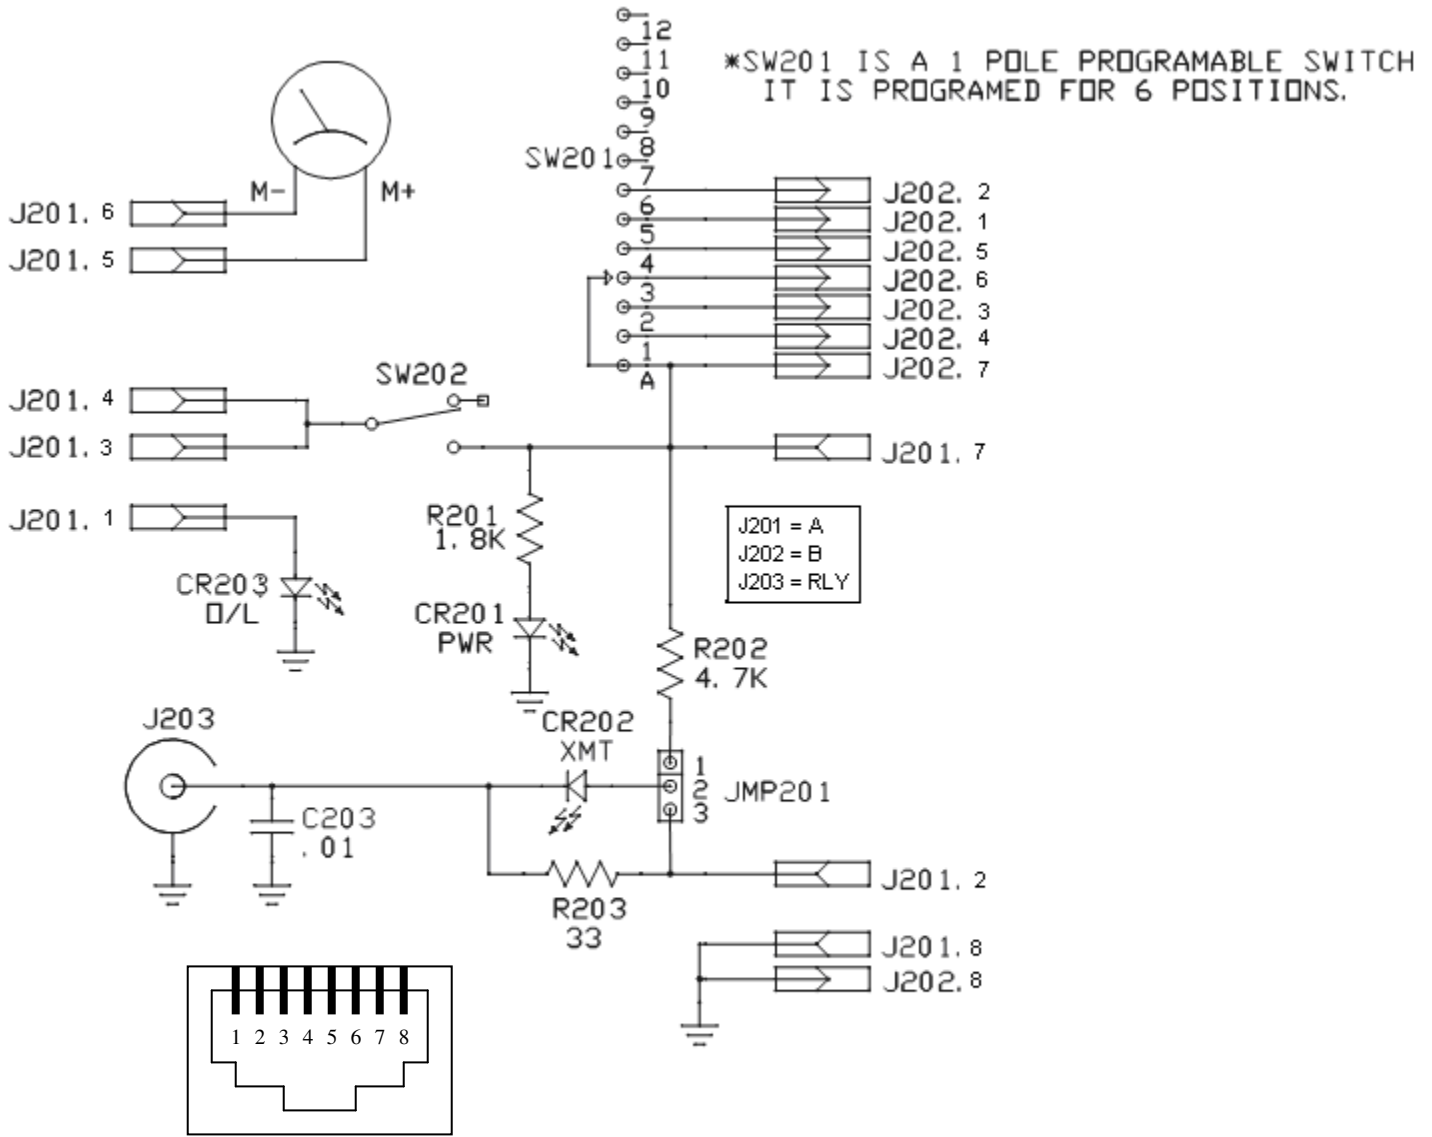 12
11
10
9
8
7
6
5
4
3
2
1
A
SW201
*SW201 IS A 1 POLE PROGRAMABLE SWITCH
IT IS PROGRAMED FOR 6 POSITIONS.
M-
M+
J201. 6
J201. 5
J202. 2
J202. 1
J202. 5
J202. 6
J202. 3
J202. 4
J202. 7
SW202
J201. 4
J201. 3
J201. 7
J201. 1
R201
1. 8K
CR203
O/L
CR201
PWR
J201 = A
J202 = B
J203 = RLY
R202
4. 7K
J203
CR202
XMT
1
2
3
JMP201
C203
.01
R203
33
J201. 2
J201. 8
J202. 8
1 2 3 4 5 6 7 8